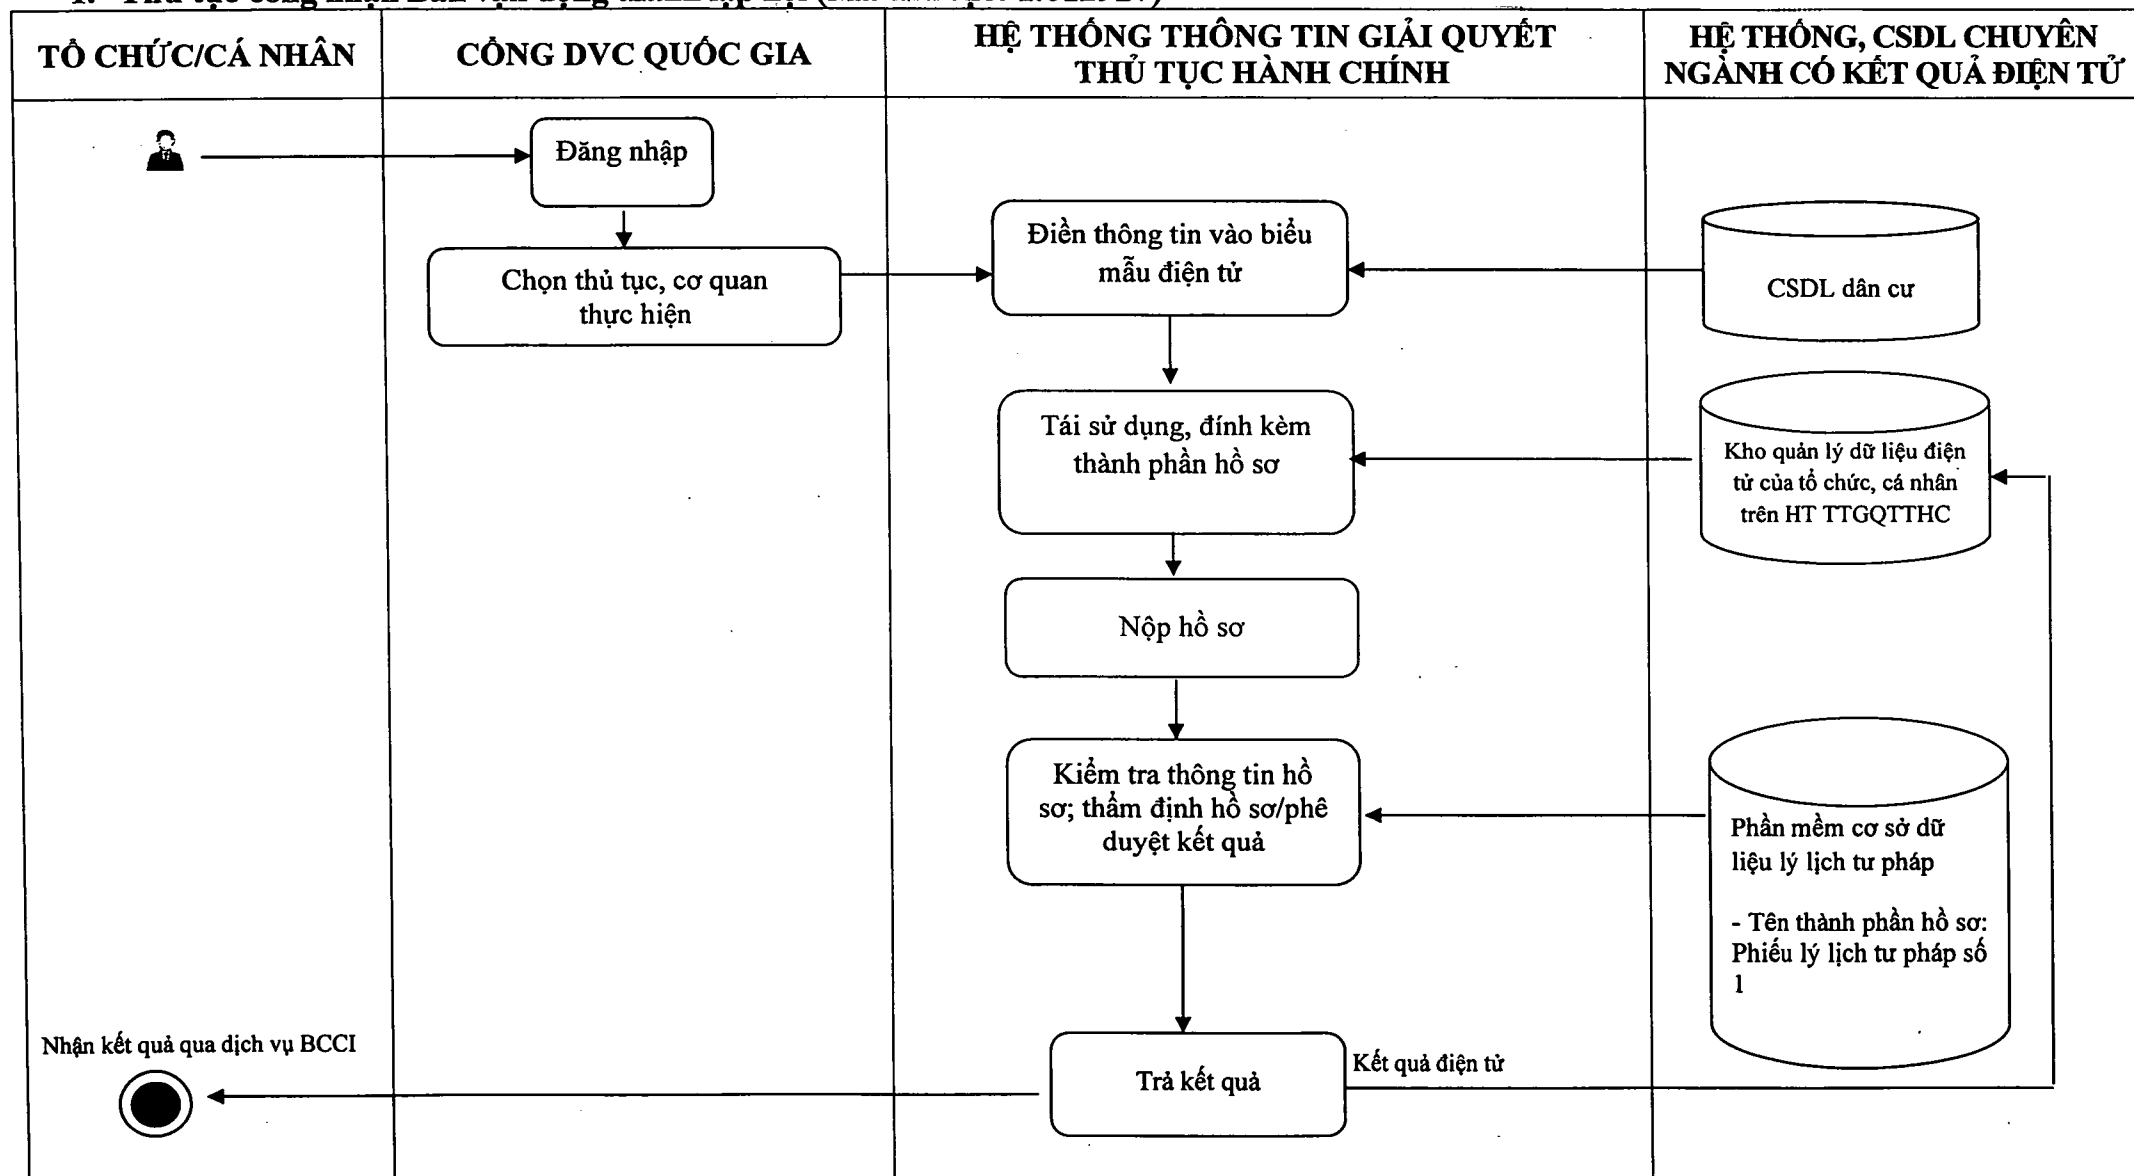 TỔ CHỨC/CÁ NHÂN
CỔNG DVC QUỐC GIA
HỆ THỐNG THÔNG TIN GIẢI QUYẾT
THỦ TỤC HÀNH CHÍNH
HỆ THỐNG, CSDL CHUYÊN
NGÀNH CÓ KẾT QUẢ ĐIỆN TỬ
Đăng nhập
Chọn thủ tục, cơ quan
thực hiện
Điền thông tin vào biểu
mẫu điện tử
CSDL dân cư
Tái sử dụng, đính kèm
thành phần hồ sơ
Kho quản lý dữ liệu điện
tử của tổ chức, cá nhân
trên HT TTGQTTHC
Nộp hồ sơ
Kiểm tra thông tin hồ
sơ; thẩm định hồ sơ/phê
duyệt kết quả
Phần mềm cơ sở dữ
liệu lý lịch tư pháp
- Tên thành phần hồ sơ:
Phiếu lý lịch tư pháp số
1
Nhận kết quả qua dịch vụ BCCI
Trả kết quả
Kết quả điện tử